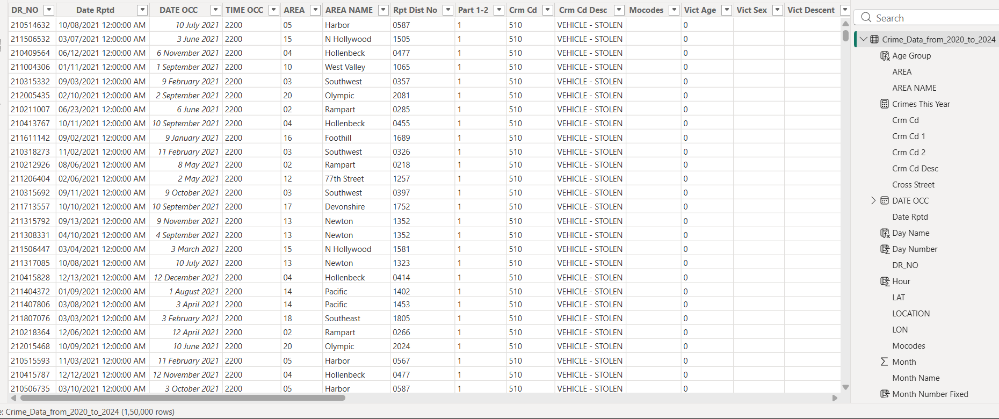 DR_NO Date Rptd DATE OCC TIME OCC AREA AREA NAME Rpt Dist No Part 1-2 Crm Cd Crm Cd Desc Mocodes Vict Age Vict Sex Vict Descent
210514632 10/08/2021 12:00:00 AM 10 July 2021 2200 05 Harbor 0587 1 510 VEHICLE - STOLEN 0
211506532 03/07/2021 12:00:00 AM 3 June 2021 2200 15 N Hollywood 1505 1 510 VEHICLE - STOLEN 0
210409564 06/12/2021 12:00:00 AM 6 November 2021 2200 04 Hollenbeck 0477 1 510 VEHICLE - STOLEN 0
211004306 01/11/2021 12:00:00 AM 1 September 2021 2200 10 West Valley 1065 1 510 VEHICLE - STOLEN 0
210315332 09/03/2021 12:00:00 AM 9 February 2021 2200 03 Southwest 0357 1 510 VEHICLE - STOLEN 0
212005435 02/10/2021 12:00:00 AM 2 September 2021 2200 20 Olympic 2081 1 510 VEHICLE - STOLEN 0
210211007 06/23/2021 12:00:00 AM 6 June 2021 2200 02 Rampart 0285 1 510 VEHICLE - STOLEN 0
210413767 10/11/2021 12:00:00 AM 10 September 2021 2200 04 Hollenbeck 0455 1 510 VEHICLE - STOLEN 0
211611142 09/02/2021 12:00:00 AM 9 January 2021 2200 16 Foothill 1689 1 510 VEHICLE - STOLEN 0
210318273 11/02/2021 12:00:00 AM 11 February 2021 2200 03 Southwest 0326 1 510 VEHICLE - STOLEN 0
210212926 08/06/2021 12:00:00 AM 8 May 2021 2200 02 Rampart 0218 1 510 VEHICLE - STOLEN 0
211206404 02/06/2021 12:00:00 AM 2 May 2021 2200 12 77th Street 1257 1 510 VEHICLE - STOLEN 0
210315692 09/11/2021 12:00:00 AM 9 October 2021 2200 03 Southwest 0397 1 510 VEHICLE - STOLEN 0
211713557 10/10/2021 12:00:00 AM 10 September 2021 2200 17 Devonshire 1752 1 510 VEHICLE - STOLEN 0
211315792 09/13/2021 12:00:00 AM 9 November 2021 2200 13 Newton 1352 1 510 VEHICLE - STOLEN 0
211308331 04/10/2021 12:00:00 AM 4 September 2021 2200 13 Newton 1352 1 510 VEHICLE - STOLEN 0
211506447 03/04/2021 12:00:00 AM 3 March 2021 2200 15 N Hollywood 1581 1 510 VEHICLE - STOLEN 0
211317085 10/08/2021 12:00:00 AM 10 July 2021 2200 13 Newton 1323 1 510 VEHICLE - STOLEN 0
210415828 12/13/2021 12:00:00 AM 12 December 2021 2200 04 Hollenbeck 0414 1 510 VEHICLE - STOLEN 0
211404372 01/09/2021 12:00:00 AM 1 August 2021 2200 14 Pacific 1402 1 510 VEHICLE - STOLEN 0
211407806 03/08/2021 12:00:00 AM 3 April 2021 2200 14 Pacific 1453 1 510 VEHICLE - STOLEN 0
211807076 03/03/2021 12:00:00 AM 3 February 2021 2200 18 Southeast 1805 1 510 VEHICLE - STOLEN 0
210218364 12/06/2021 12:00:00 AM 12 April 2021 2200 02 Rampart 0266 1 510 VEHICLE - STOLEN 0
212015468 10/09/2021 12:00:00 AM 10 June 2021 2200 20 Olympic 2024 1 510 VEHICLE - STOLEN 0
210515593 11/03/2021 12:00:00 AM 11 February 2021 2200 05 Harbor 0567 1 510 VEHICLE - STOLEN 0
210415787 12/12/2021 12:00:00 AM 12 November 2021 2200 04 Hollenbeck 0477 1 510 VEHICLE - STOLEN 0
210506735 03/10/2021 12:00:00 AM 3 October 2021 2200 05 Harbor 0587 1 510 VEHICLE - STOLEN 0
Search
Crime_Data_from_2020_to_2024
Age Group
AREA
AREA NAME
Crimes This Year
Crm Cd
Crm Cd 1
Crm Cd 2
Crm Cd Desc
Cross Street
DATE OCC
Date Rptd
Day Name
Day Number
DR_NO
Hour
LAT
LOCATION
LON
Mocodes
Month
Month Name
Month Number Fixed
e: Crime_Data_from_2020_to_2024 (1,50,000 rows)